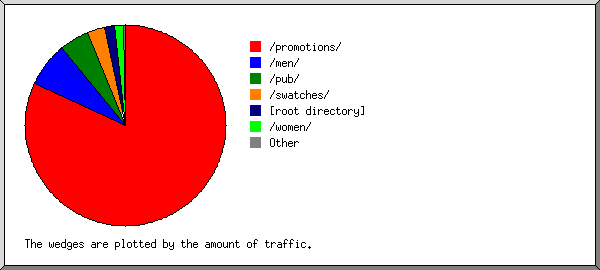 /promotions/
/men/
/pub/
/swatches/
[root directory]
/women/
Other
The wedges are plotted by the amount of traffic.